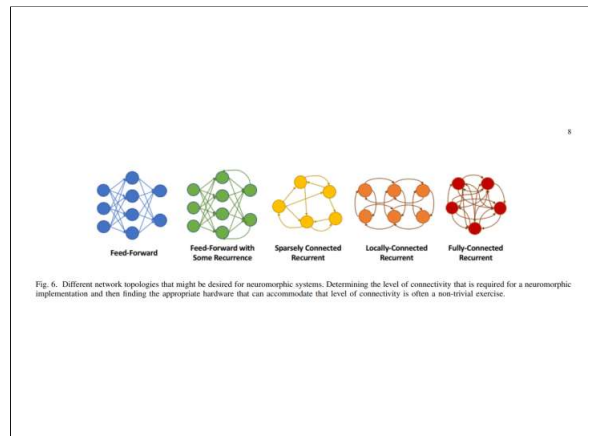 8
Feed-Forward
Feed-Forward with
Some Recurrence
Sparsely Connected
Recurrent
Locally-Connected
Recurrent
Fully-Connected
Recurrent
Fig. 6. Different network topologies that might be desired for neuromorphic systems. Determining the level of connectivity that is required for a neuromorphic
implementation and then finding the appropriate hardware that can accommodate that level of connectivity is often a non-trivial exercise.